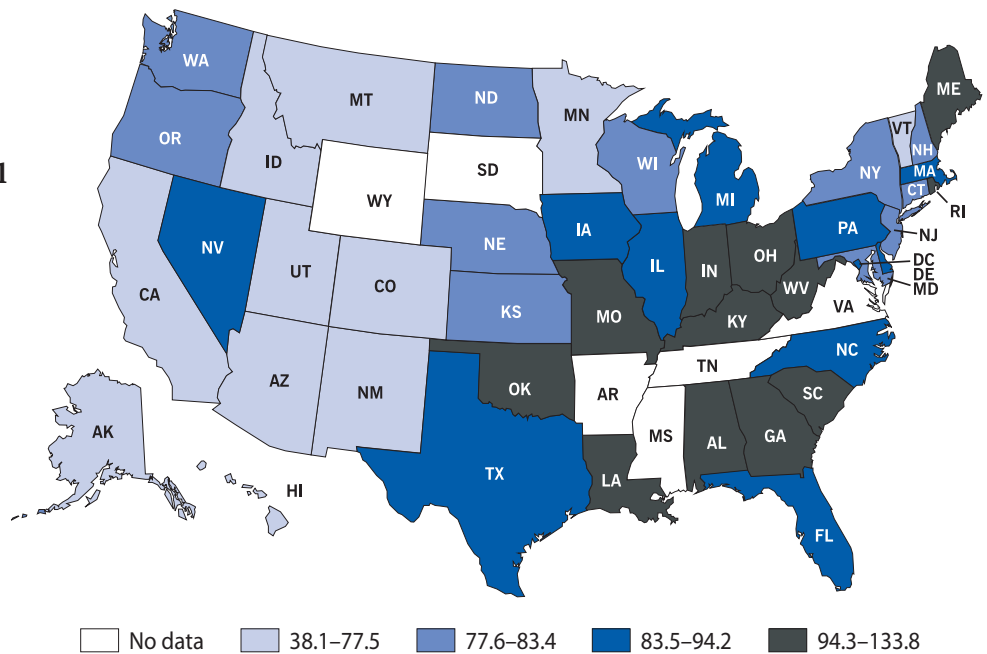 WA
ME
MT
ND
MN
VT
OR
NH
ID
WI
NY
MA
SD
1
CT
WY
MI
RI
PA
NJ
IA
NE
NV
OH
DC
IN
DE
IL
UT
MD
CA
CO
WV
VA
KS
MO
KY
NC
TN
AZ
OK
NM
AR
SC
MS
AL
GA
AK
TX
LA
HI
FL
No data 38.1–77.5 77.6–83.4 83.5–94.2 94.3–133.8